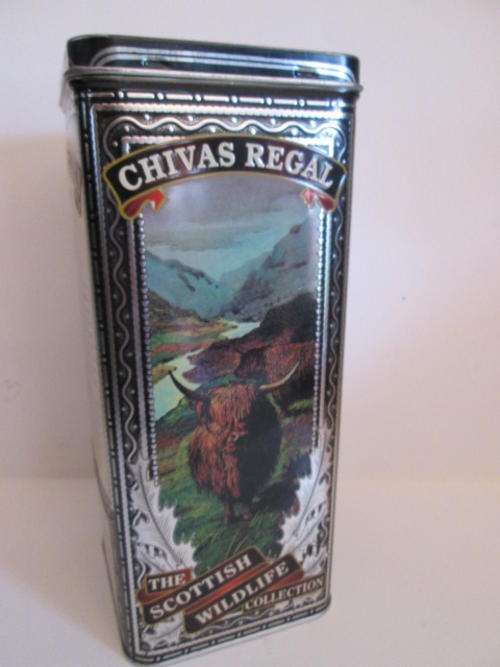 CHIVAS REGAL
THE
SCOTTISH
WILDLIFE
COLLECTION